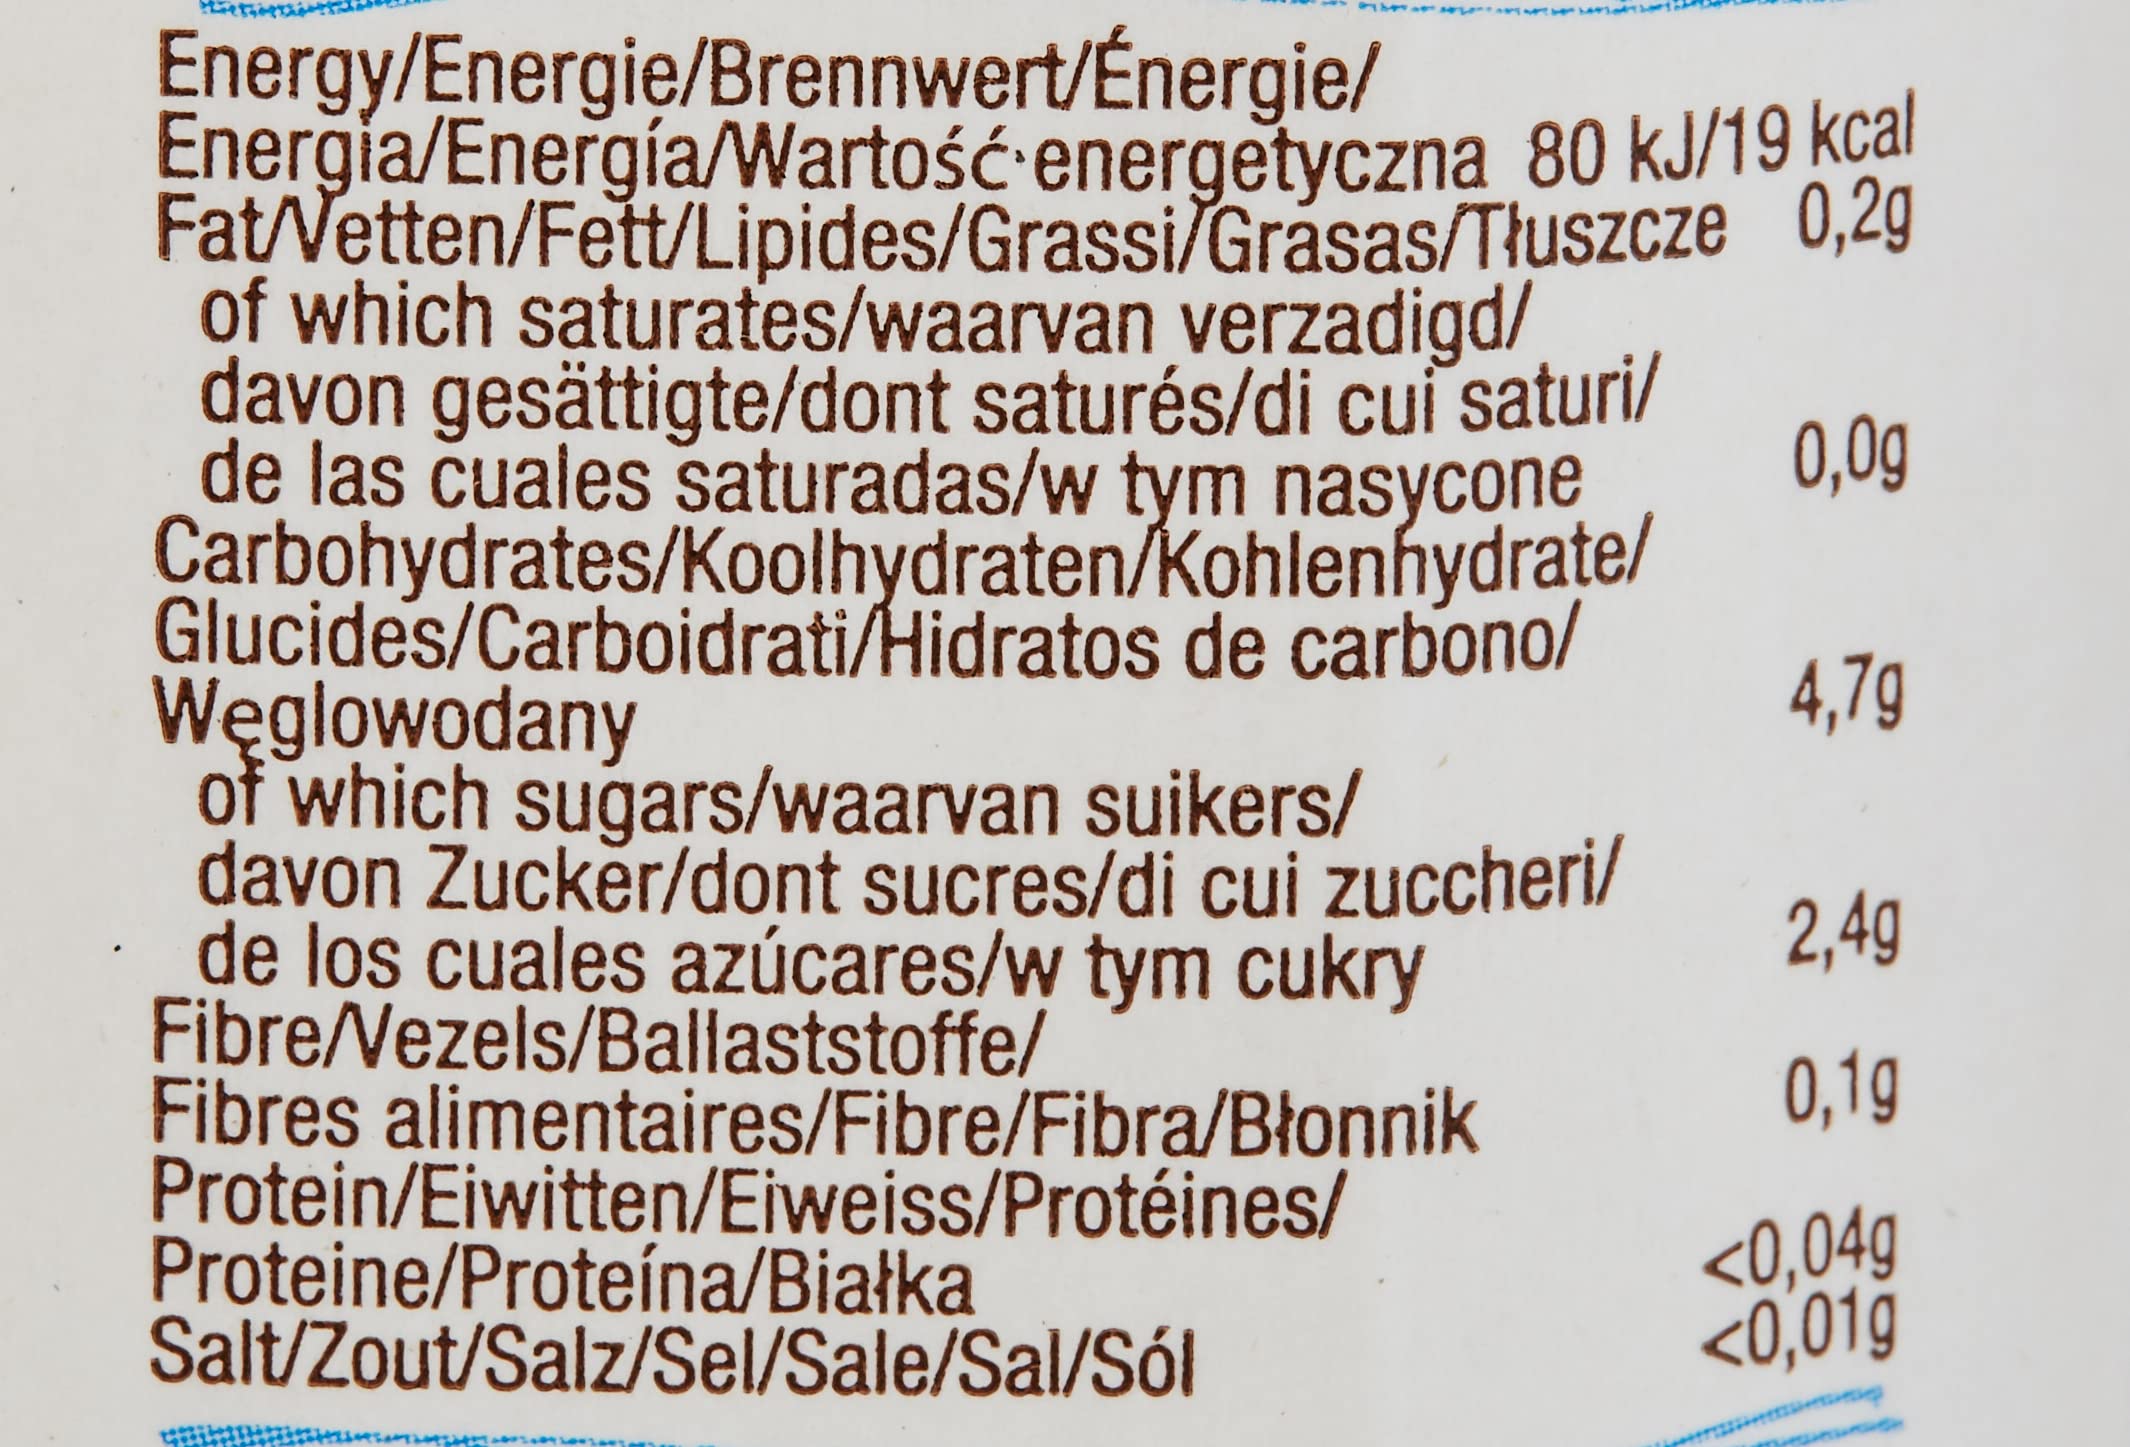 Energy/Energie/Brennwert/Énergie/
Energia/Energía/Wartość energetyczna 80 kJ/19 kcal
Fat/Vetten/Fett/Lipides/Grassi/Grasas/Tłuszcze 0,2g
of which saturates/waarvan verzadigd/
davon gesättigte/dont saturés/di cui saturi/
de las cuales saturadas/w tym nasycone 0,0g
Carbohydrates/Koolhydraten/Kohlenhydrate/
Glucides/Carboidrati/Hidratos de carbono/
Węglowodany 4,7g
of which sugars/waarvan suikers/
davon Zucker/dont sucres/di cui zuccheri/
de los cuales azúcares/w tym cukry 2,4g
Fibre/Vezels/Ballaststoffe/
Fibres alimentaires/Fibre/Fibra/Błonnik 0,1g
Protein/Eiwitten/Eiweiss/Protéines/
Proteine/Proteína/Białka <0,04g
Salt/Zout/Salz/Sel/Sale/Sal/Sól <0,01g